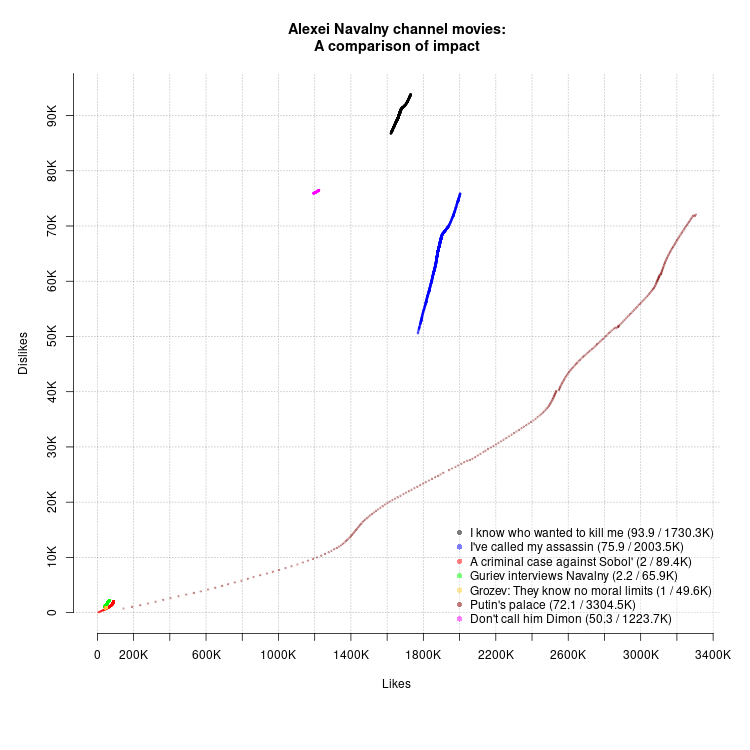 Alexei Navalny channel movies:
A comparison of impact
Dislikes
90K
80K
70K
60K
50K
40K
30K
20K
10K
0
I know who wanted to kill me (93.9 / 1730.3K)
I've called my assassin (75.9 / 2003.5K)
A criminal case against Sobol' (2 / 89.4K)
Guriev interviews Navalny (2.2 / 65.9K)
Grozev: They know no moral limits (1 / 49.6K)
Putin's palace (72.1 / 3304.5K)
Don't call him Dimon (50.3 / 1223.7K)
0 200K 600K 1000K 1400K 1800K 2200K 2600K 3000K 3400K
Likes